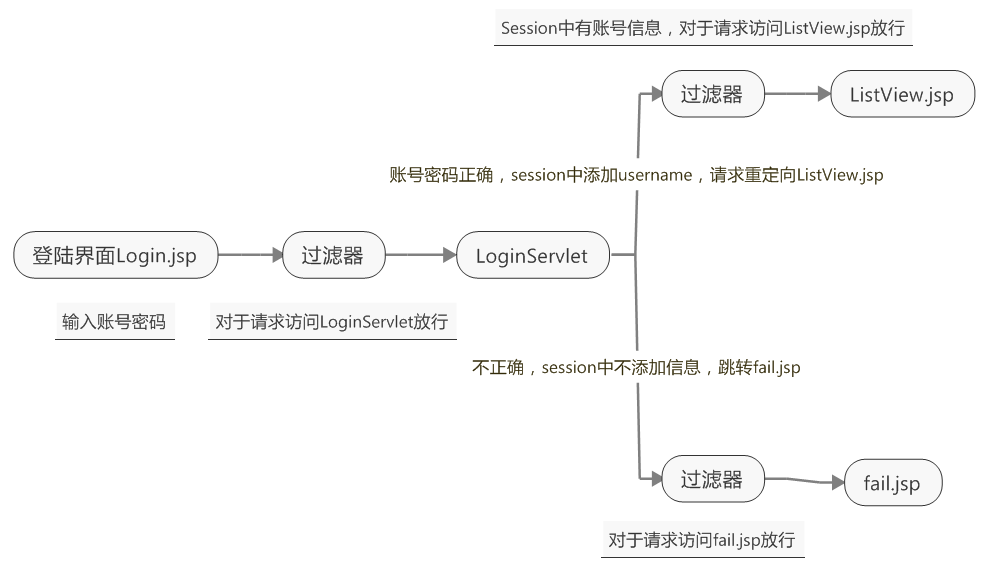 Session中有账号信息，对于请求访问ListView.jsp放行
过滤器
ListView.jsp
账号密码正确，session中添加username，请求重定向ListView.jsp
登陆界面Login.jsp
过滤器
LoginServlet
输入账号密码
对于请求访问LoginServlet放行
不正确，session中不添加信息，跳转fail.jsp
过滤器
fail.jsp
对于请求访问fail.jsp放行